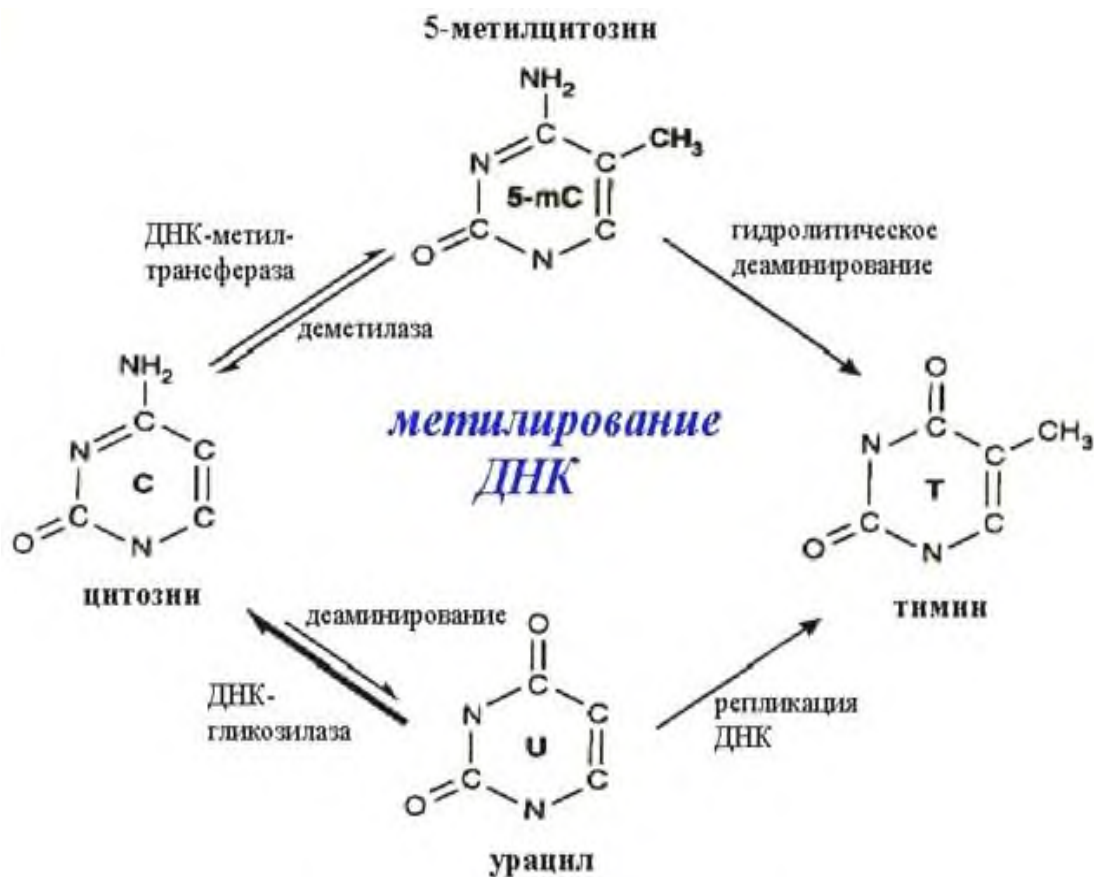 5-метилцитозин
NH2
C
CH3
N
C
5-mC
C
C
O
N
ДНК-метил-
трансфераза
гидролитическое
деаминирование
деметилаза
NH2
C
N
C
C
C
C
O
N
цитозин
метилирование
ДНК
O
N
C
C
CH3
T
C
C
O
N
тимин
деаминирование
ДНК-
гликозилаза
O
C
N
C
U
C
C
O
N
урацил
репликация
ДНК